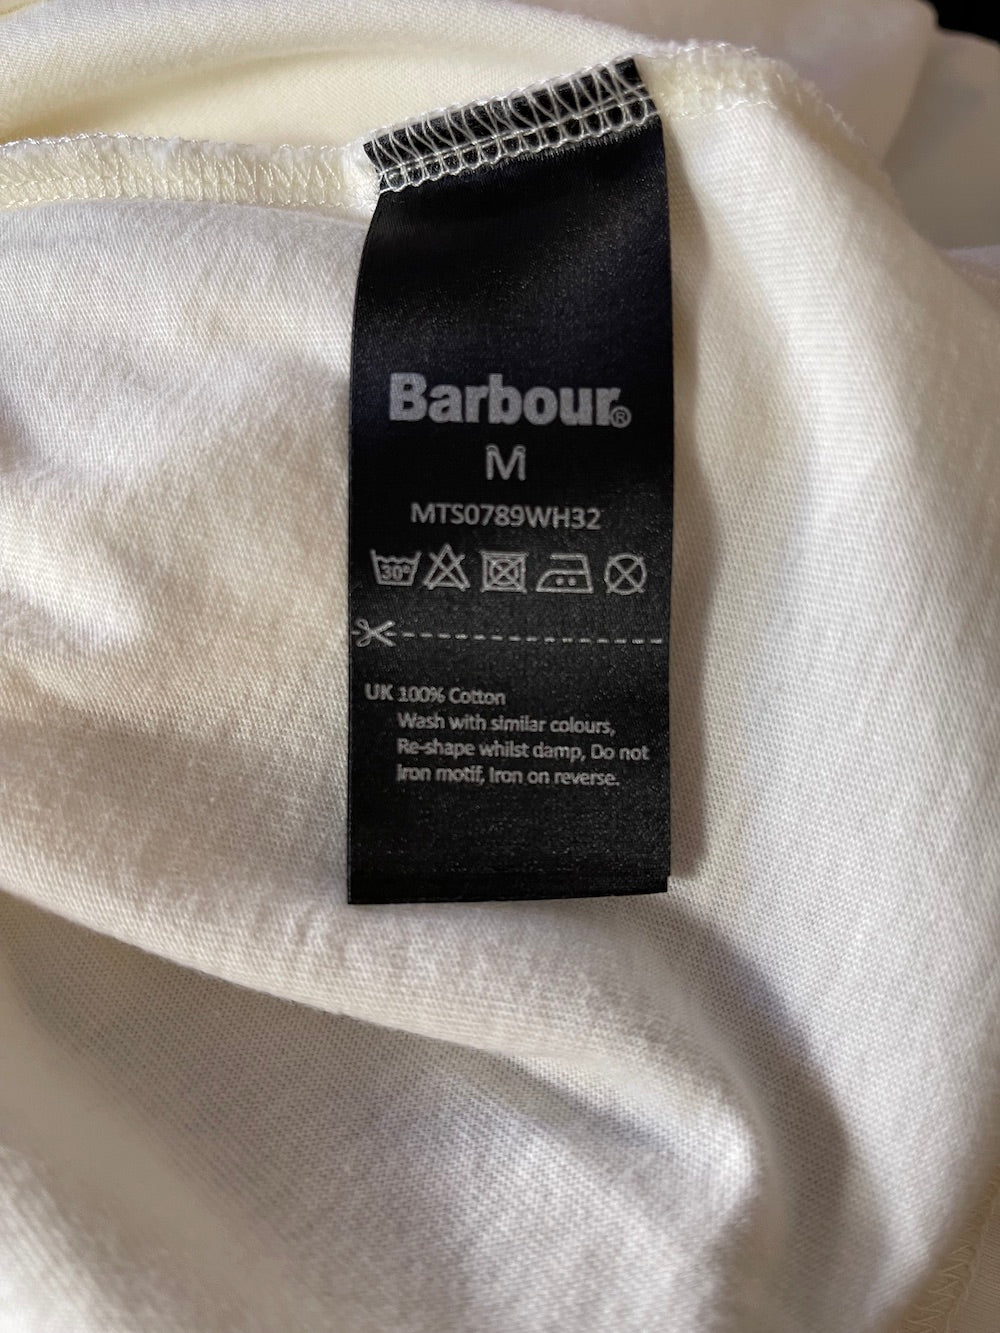 Barbour®
M
MTS0789WH32
30°
UK 100% Cotton
Wash with similar colours,
Re-shape whilst damp, Do not
iron motif, Iron on reverse.